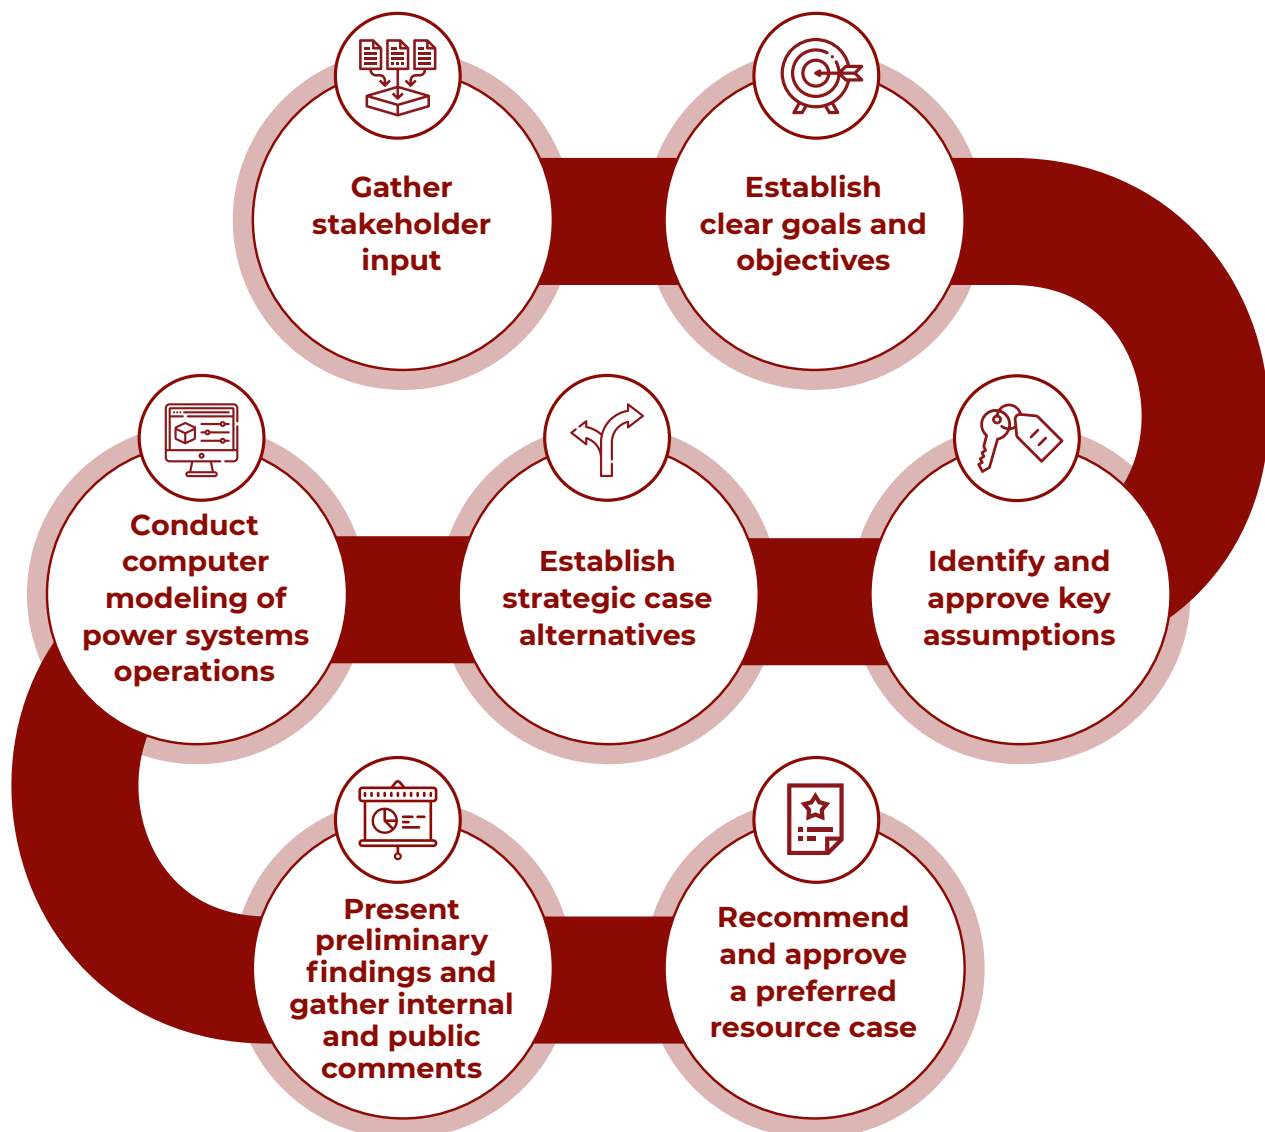 Gather
stakeholder
input
Establish
clear goals and
objectives
Identify and
approve key
assumptions
Establish
strategic case
alternatives
Conduct
computer
modeling of
power systems
operations
Present
preliminary
findings and
gather internal
and public
comments
Recommend
and approve
a preferred
resource case